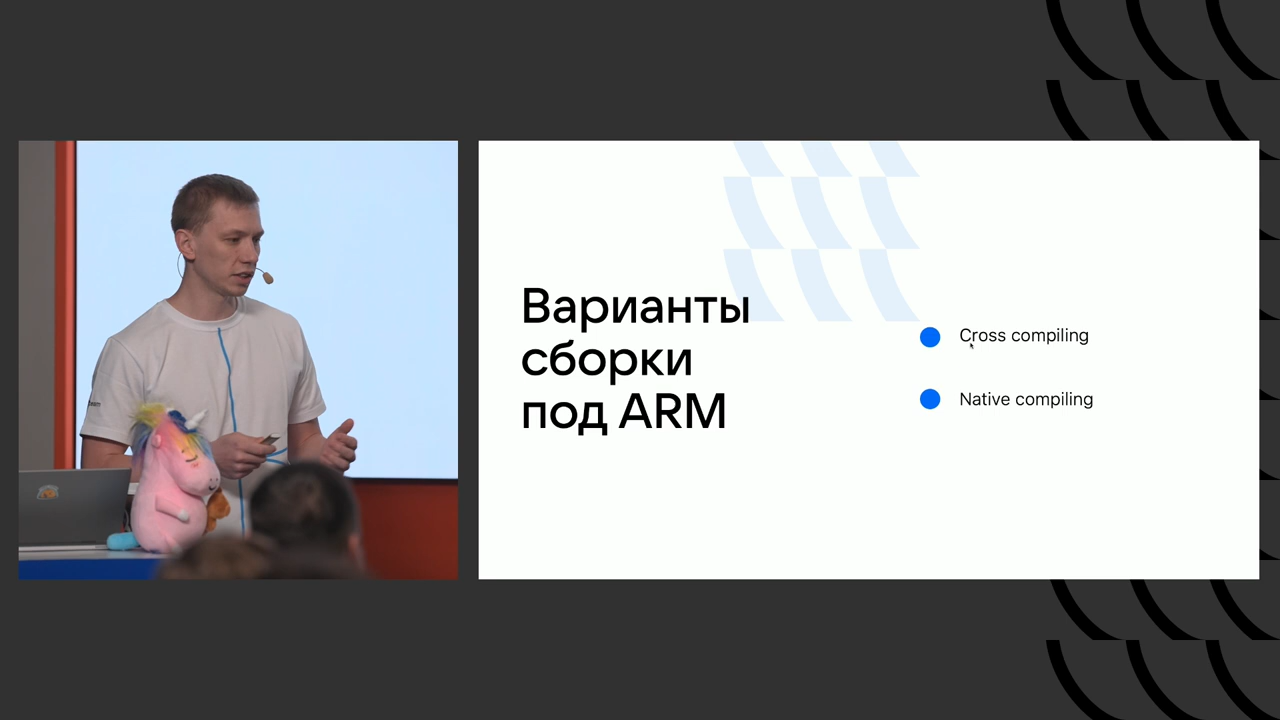 Варианты
сборки
под ARM
Cross compiling
Native compiling